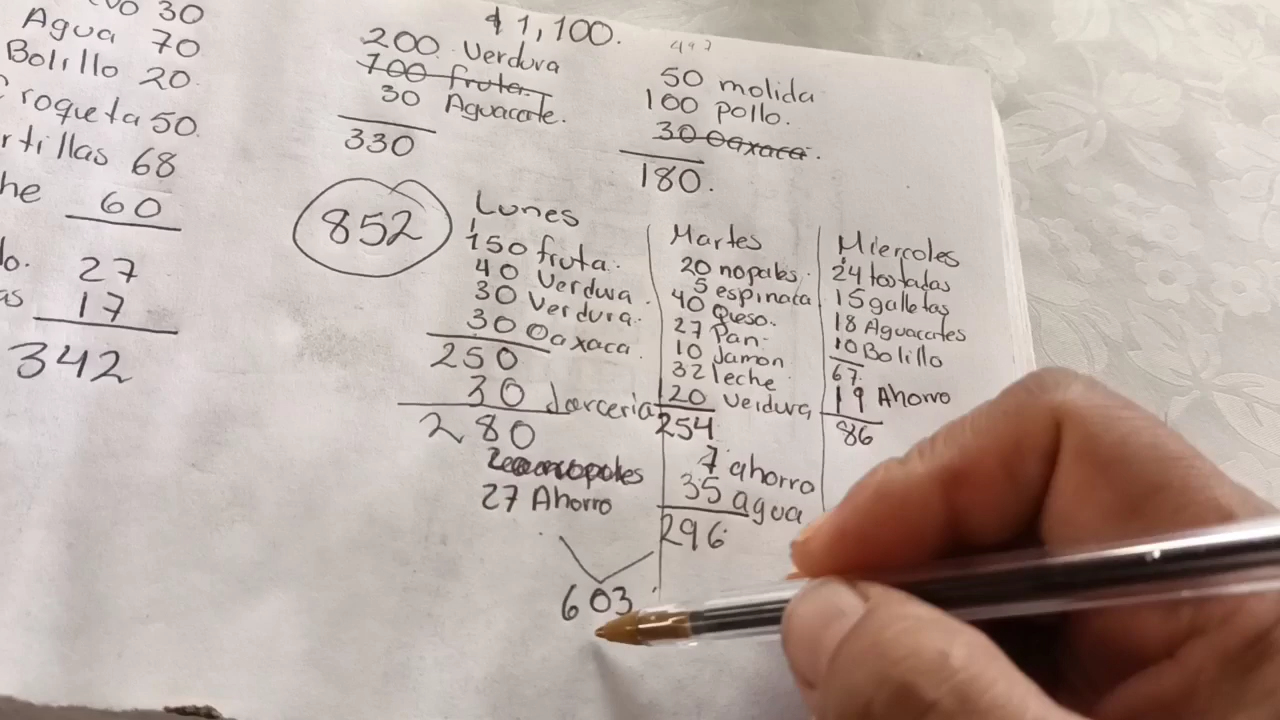 30
Agua 70
Bolillo 20
roqueta 50.
rtillas 68
he 60
27
17
342
$1,100.
200 Verdura
100 fruta.
30 Aguacate.
330
50 molida
100 pollo.
30 Oaxaca.
180.
852
Lunes
150 fruta.
40 Verdura
30 Verdura.
30 Oaxaca.
250
30 Jarceria
280
27 Ahorro
Martes
20 nopales.
5 espinaca
40 Queso.
27 Pan.
10 Jamon
32 leche
20 verdura
254
7 ahorro
35 agua
296
603
Miercoles
24 tostadas
15 galletas
18 Aguacates
10 Bolillo
67.
19 Ahorro
86